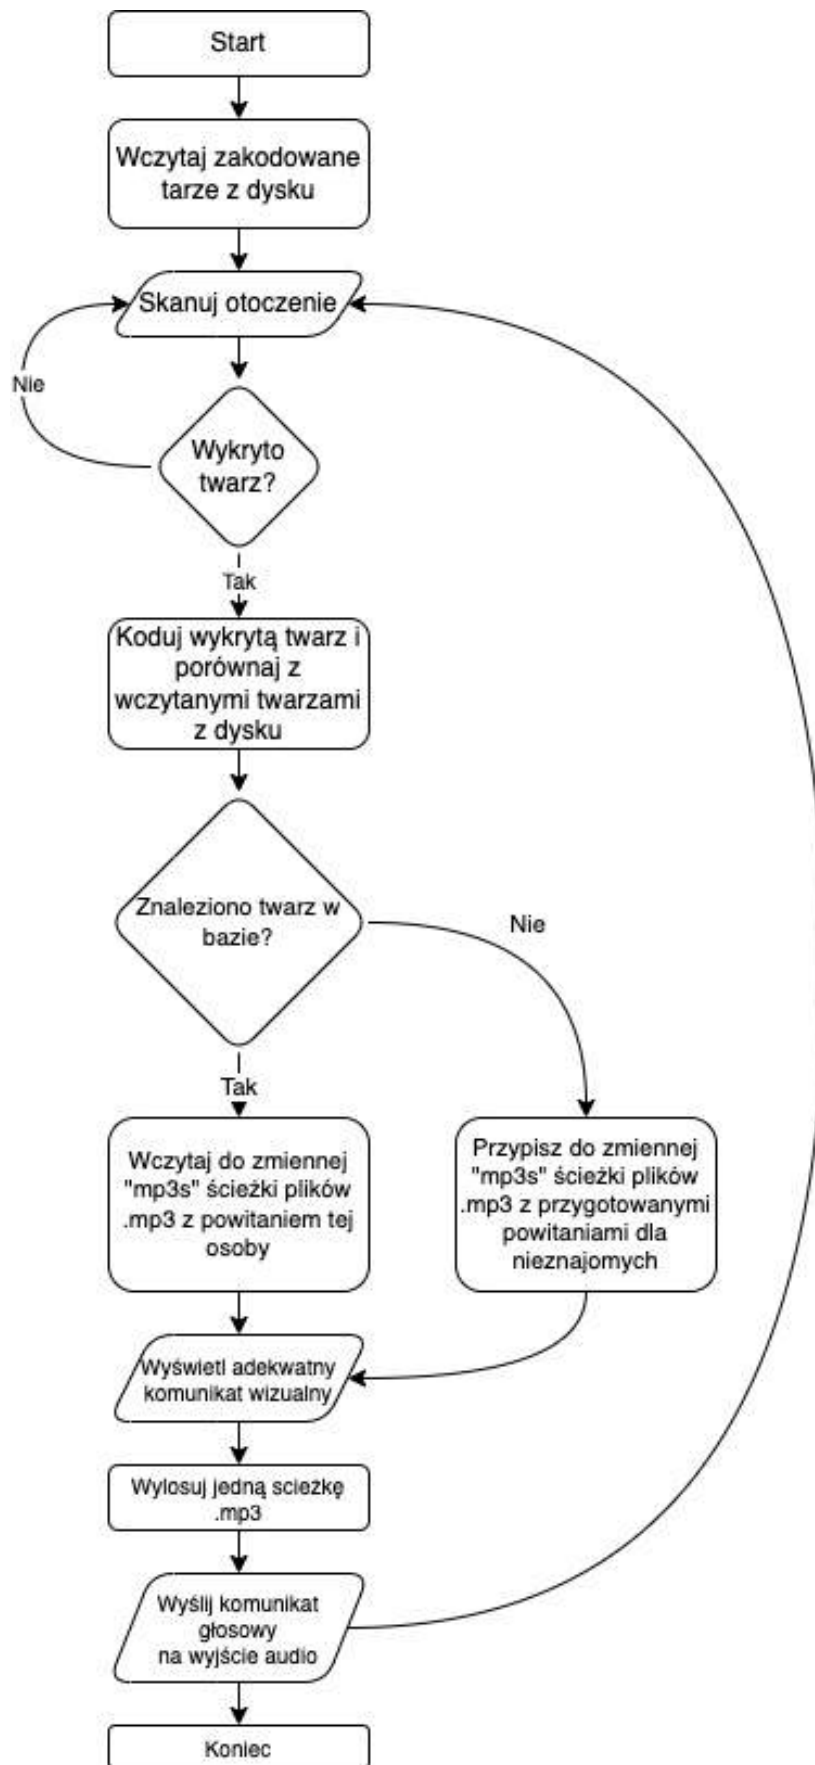 Start
Wczytaj zakodowane
tarze z dysku
Skanuj otoczenie
Nie
Wykryto
twarz?
Tak
Koduj wykrytą twarz i
porównaj z
wczytanymi twarzami
z dysku
Znaleziono twarz w
bazie?
Nie
Tak
Wczytaj do zmiennej
"mp3s" ścieżki plików
.mp3 z powitaniem tej
osoby
Przypisz do zmiennej
"mp3s" ścieżki plików
.mp3 z przygotowanymi
powitaniami dla
nieznajomych
Wyświetl adekwatny
komunikat wizualny
Wylosuj jedną scieżkę
.mp3
Wyślij komunikat
głosowy
na wyjście audio
Koniec